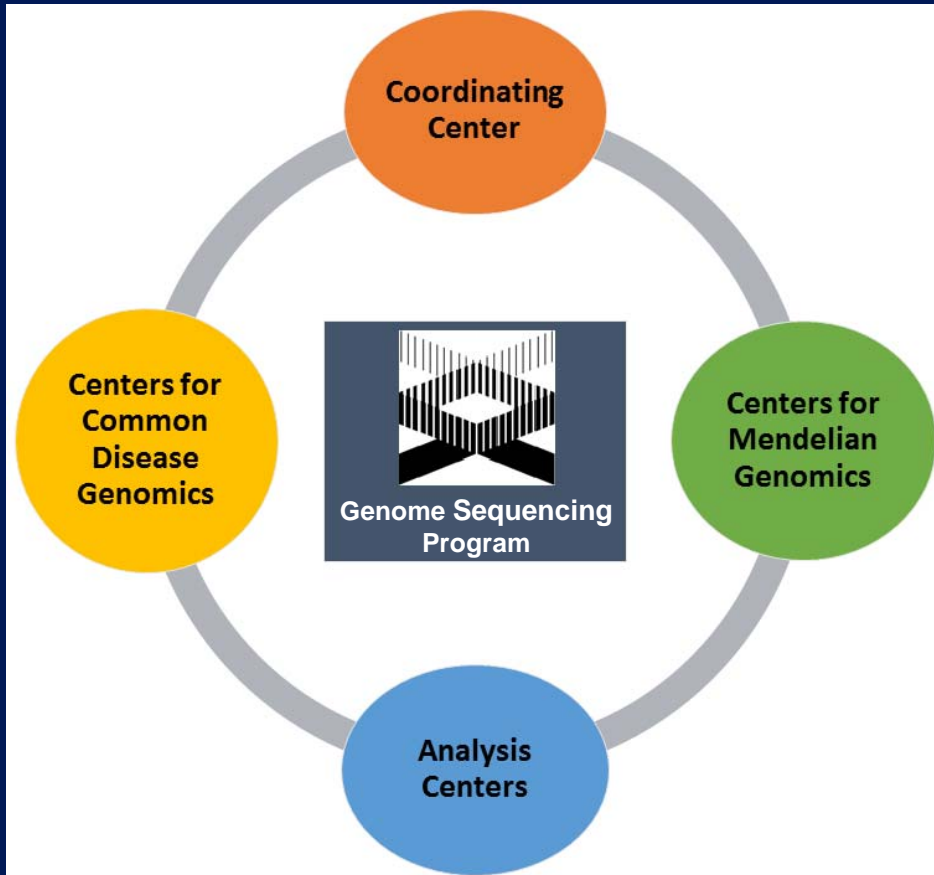 Coordinating
Center
Centers for
Common
Disease
Genomics
Genome Sequencing
Program
Centers for
Mendelian
Genomics
Analysis
Centers